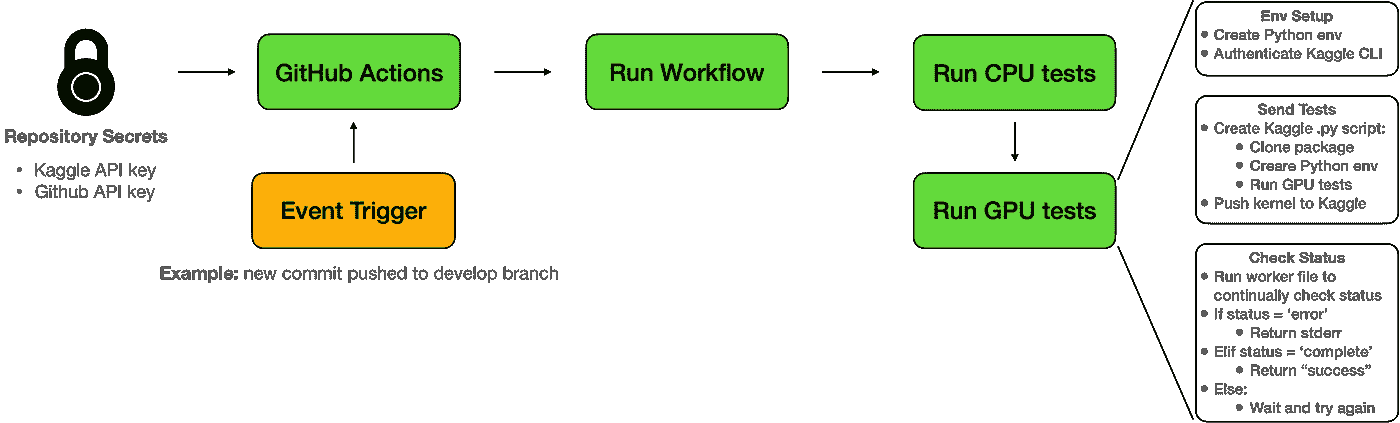 Repository Secrets
• Kaggle API key
• Github API key
GitHub Actions
Event Trigger
Example: new commit pushed to develop branch
Run Workflow
Run CPU tests
Run GPU tests
Env Setup
• Create Python env
• Authenticate Kaggle CLI
Send Tests
• Create Kaggle .py script:
• Clone package
• Creare Python env
• Run GPU tests
• Push kernel to Kaggle
Check Status
• Run worker file to
continually check status
• If status = ‘error’
• Return stderr
• Elif status = ‘complete’
• Return “success”
• Else:
• Wait and try again